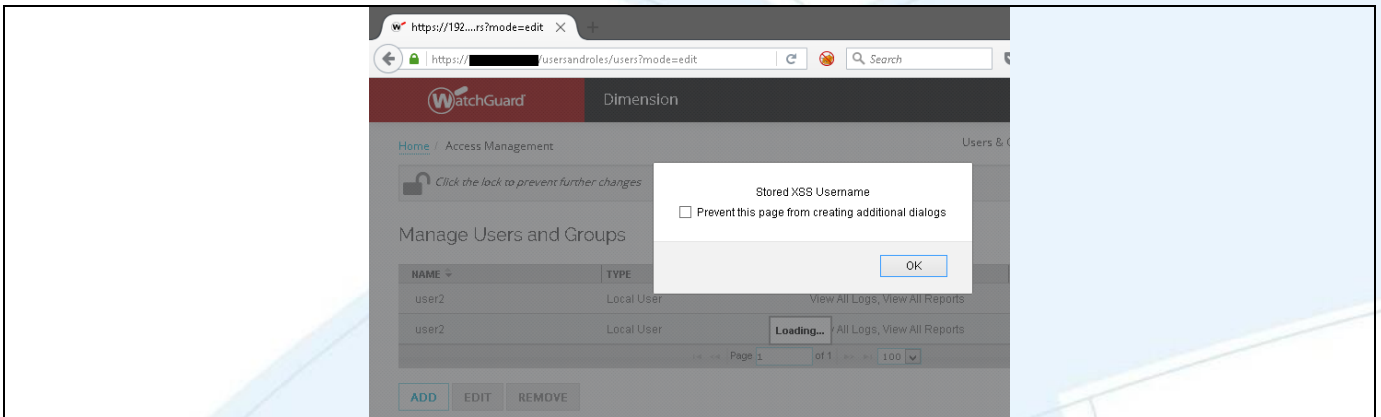 https://192....rs?mode=edit
https:// /usersandroles/users?mode=edit
Search
WatchGuard Dimension
Home / Access Management
Users &
Click the lock to prevent further changes
Stored XSS Username
Prevent this page from creating additional dialogs
OK
Manage Users and Groups
NAME TYPE
user2 Local User View All Logs, View All Reports
user2 Local User Loading... All Logs, View All Reports
Page 1 of 1 100
ADD EDIT REMOVE